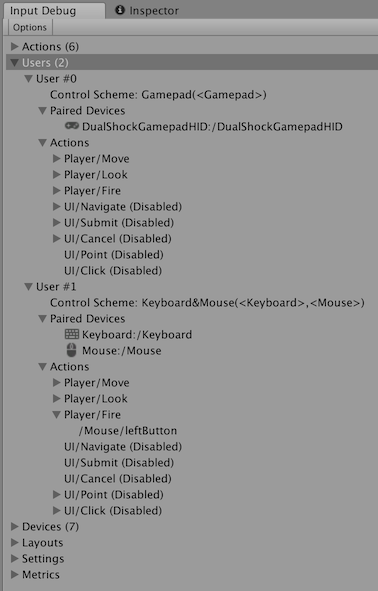 Input Debug Inspector
Options
Actions (6)
Users (2)
User #0
Control Scheme: Gamepad(<Gamepad>)
Paired Devices
DualShockGamepadHID:/DualShockGamepadHID
Actions
Player/Move
Player/Look
Player/Fire
UI/Navigate (Disabled)
UI/Submit (Disabled)
UI/Cancel (Disabled)
UI/Point (Disabled)
UI/Click (Disabled)
User #1
Control Scheme: Keyboard&Mouse(<Keyboard>,<Mouse>)
Paired Devices
Keyboard:/Keyboard
Mouse:/Mouse
Actions
Player/Move
Player/Look
Player/Fire
/Mouse/leftButton
UI/Navigate (Disabled)
UI/Submit (Disabled)
UI/Cancel (Disabled)
UI/Point (Disabled)
UI/Click (Disabled)
Devices (7)
Layouts
Settings
Metrics